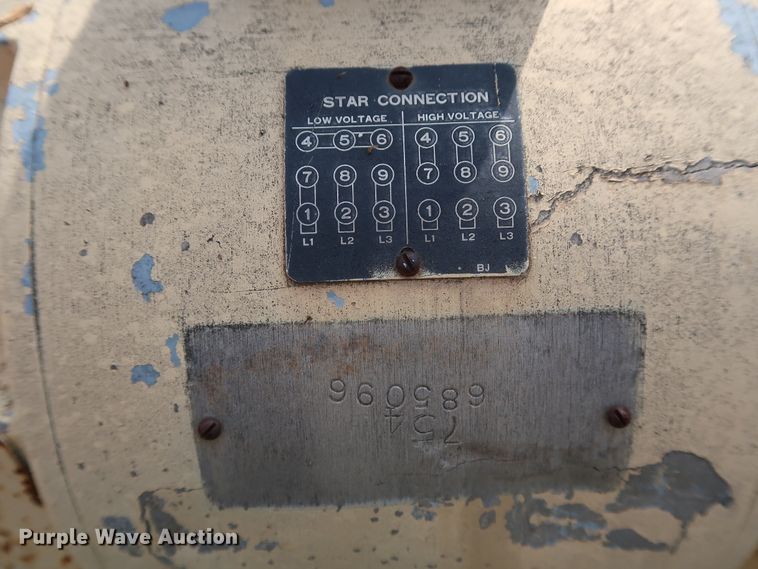 STAR CONNECTION
LOW VOLTAGE
4 5 6
7 8 9
1 2 3
L1 L2 L3
HIGH VOLTAGE
4 5 6
7 8 9
1 2 3
L1 L2 L3
BJ
754
685096
Purple Wave Auction